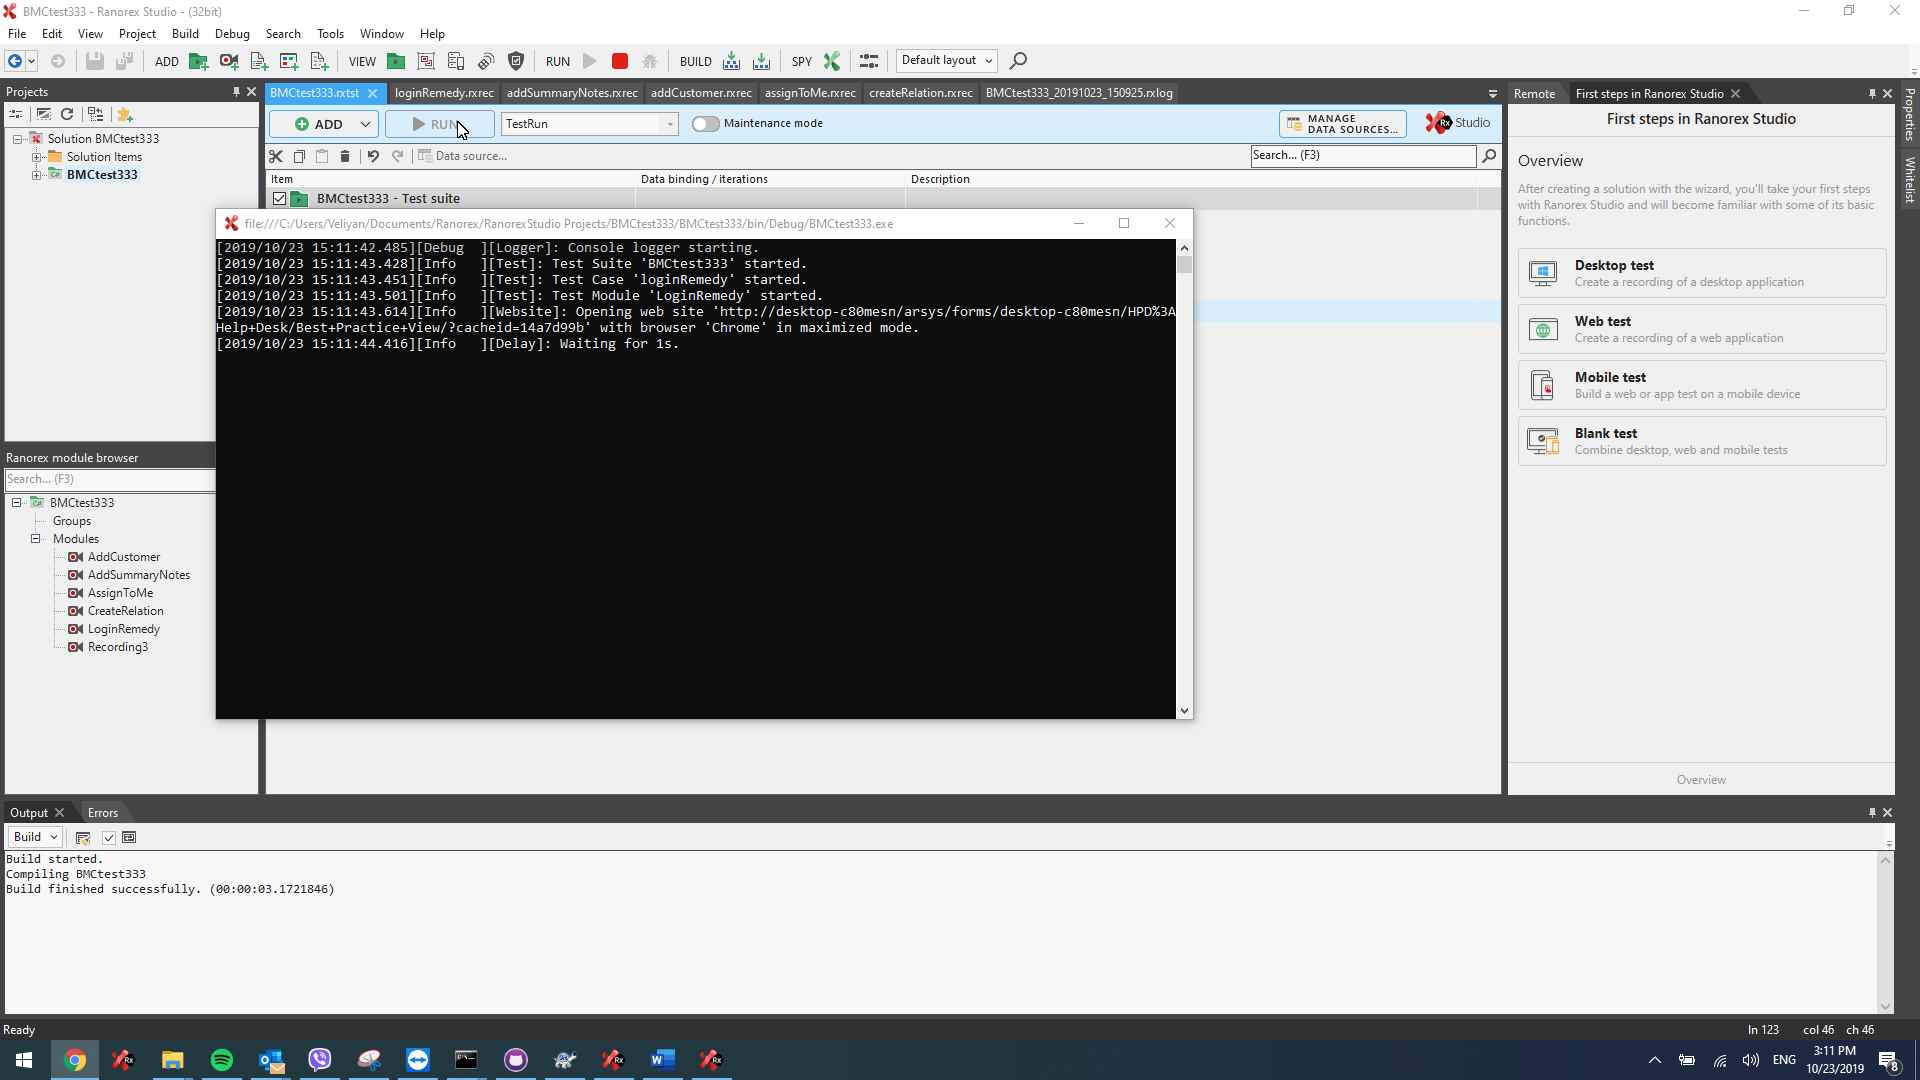 BMCtest333 - Ranorex Studio - (32bit)
File Edit View Project Build Debug Search Tools Window Help
ADD VIEW RUN BUILD SPY Default layout
Projects
Solution BMCtest333
Solution Items
BMCtest333
BMCtest333.rxtst loginRemedy.rxrec addSummaryNotes.rxrec addCustomer.rxrec assignToMe.rxrec createRelation.rxrec BMCtest333_20191023_150925.rxlog
ADD RUN TestRun Maintenance mode MANAGE
DATA SOURCES... Rx Studio
Data source... Search... (F3)
Item Data binding / iterations Description
BMCtest333 - Test suite
file:///C:/Users/Veliyan/Documents/Ranorex/RanorexStudio Projects/BMCtest333/BMCtest333/bin/Debug/BMCtest333.exe
[2019/10/23 15:11:42.485][Debug  ][Logger]: Console logger starting.
[2019/10/23 15:11:43.428][Info   ][Test]: Test Suite 'BMCtest333' started.
[2019/10/23 15:11:43.451][Info   ][Test]: Test Case 'loginRemedy' started.
[2019/10/23 15:11:43.501][Info   ][Test]: Test Module 'LoginRemedy' started.
[2019/10/23 15:11:43.614][Info   ][Website]: Opening web site 'http://desktop-c80mesn/arsys/forms/desktop-c80mesn/HPD%3A
Help+Desk/Best+Practice+View/?cacheid=14a7d99b' with browser 'Chrome' in maximized mode.
[2019/10/23 15:11:44.416][Info   ][Delay]: Waiting for 1s.
Ranorex module browser
Search... (F3)
BMCtest333
Groups
Modules
AddCustomer
AddSummaryNotes
AssignToMe
CreateRelation
LoginRemedy
Recording3
Remote First steps in Ranorex Studio
First steps in Ranorex Studio
Overview
After creating a solution with the wizard, you'll take your first steps
with Ranorex Studio and will become familiar with some of its basic
functions.
Desktop test
Create a recording of a desktop application
Web test
Create a recording of a web application
Mobile test
Build a web or app test on a mobile device
Blank test
Combine desktop, web and mobile tests
Overview
Properties
Whitelist
Output Errors
Build
Build started.
Compiling BMCtest333
Build finished successfully. (00:00:03.1721846)
Ready Ln 123 col 46 ch 46
ENG 3:11 PM
10/23/2019 8